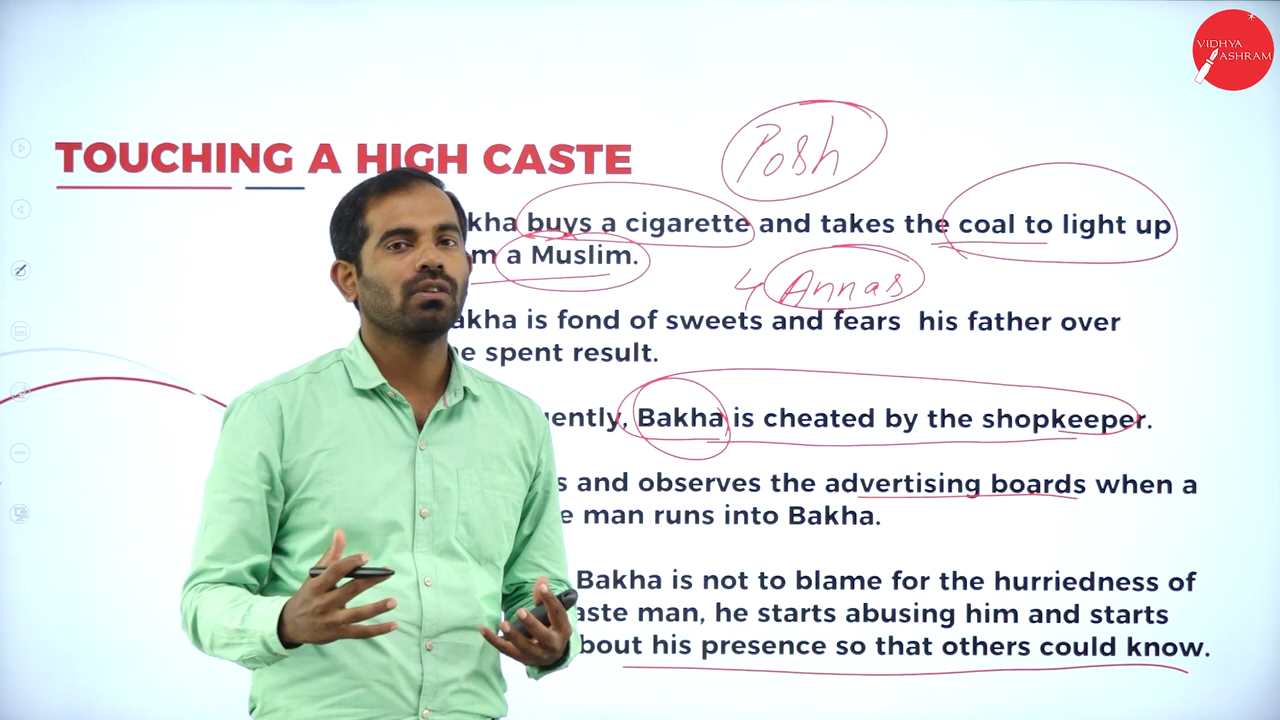 VIDHYA
ASHRAM
Posh
TOUCHING A HIGH CASTE
kha buys a cigarette and takes the coal to light up
m a Muslim.
4 Annas
akha is fond of sweets and fears his father over
e spent result.
uently, Bakha is cheated by the shopkeeper.
s and observes the advertising boards when a
e man runs into Bakha.
Bakha is not to blame for the hurriedness of
aste man, he starts abusing him and starts
bout his presence so that others could know.